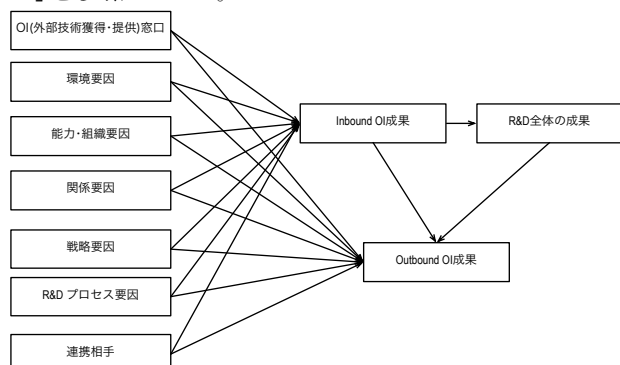 OI(外部技術獲得・提供)窓口
環境要因
能力・組織要因
関係要因
戦略要因
R&D プロセス要因
連携相手
Inbound OI成果
R&D全体の成果
Outbound OI成果